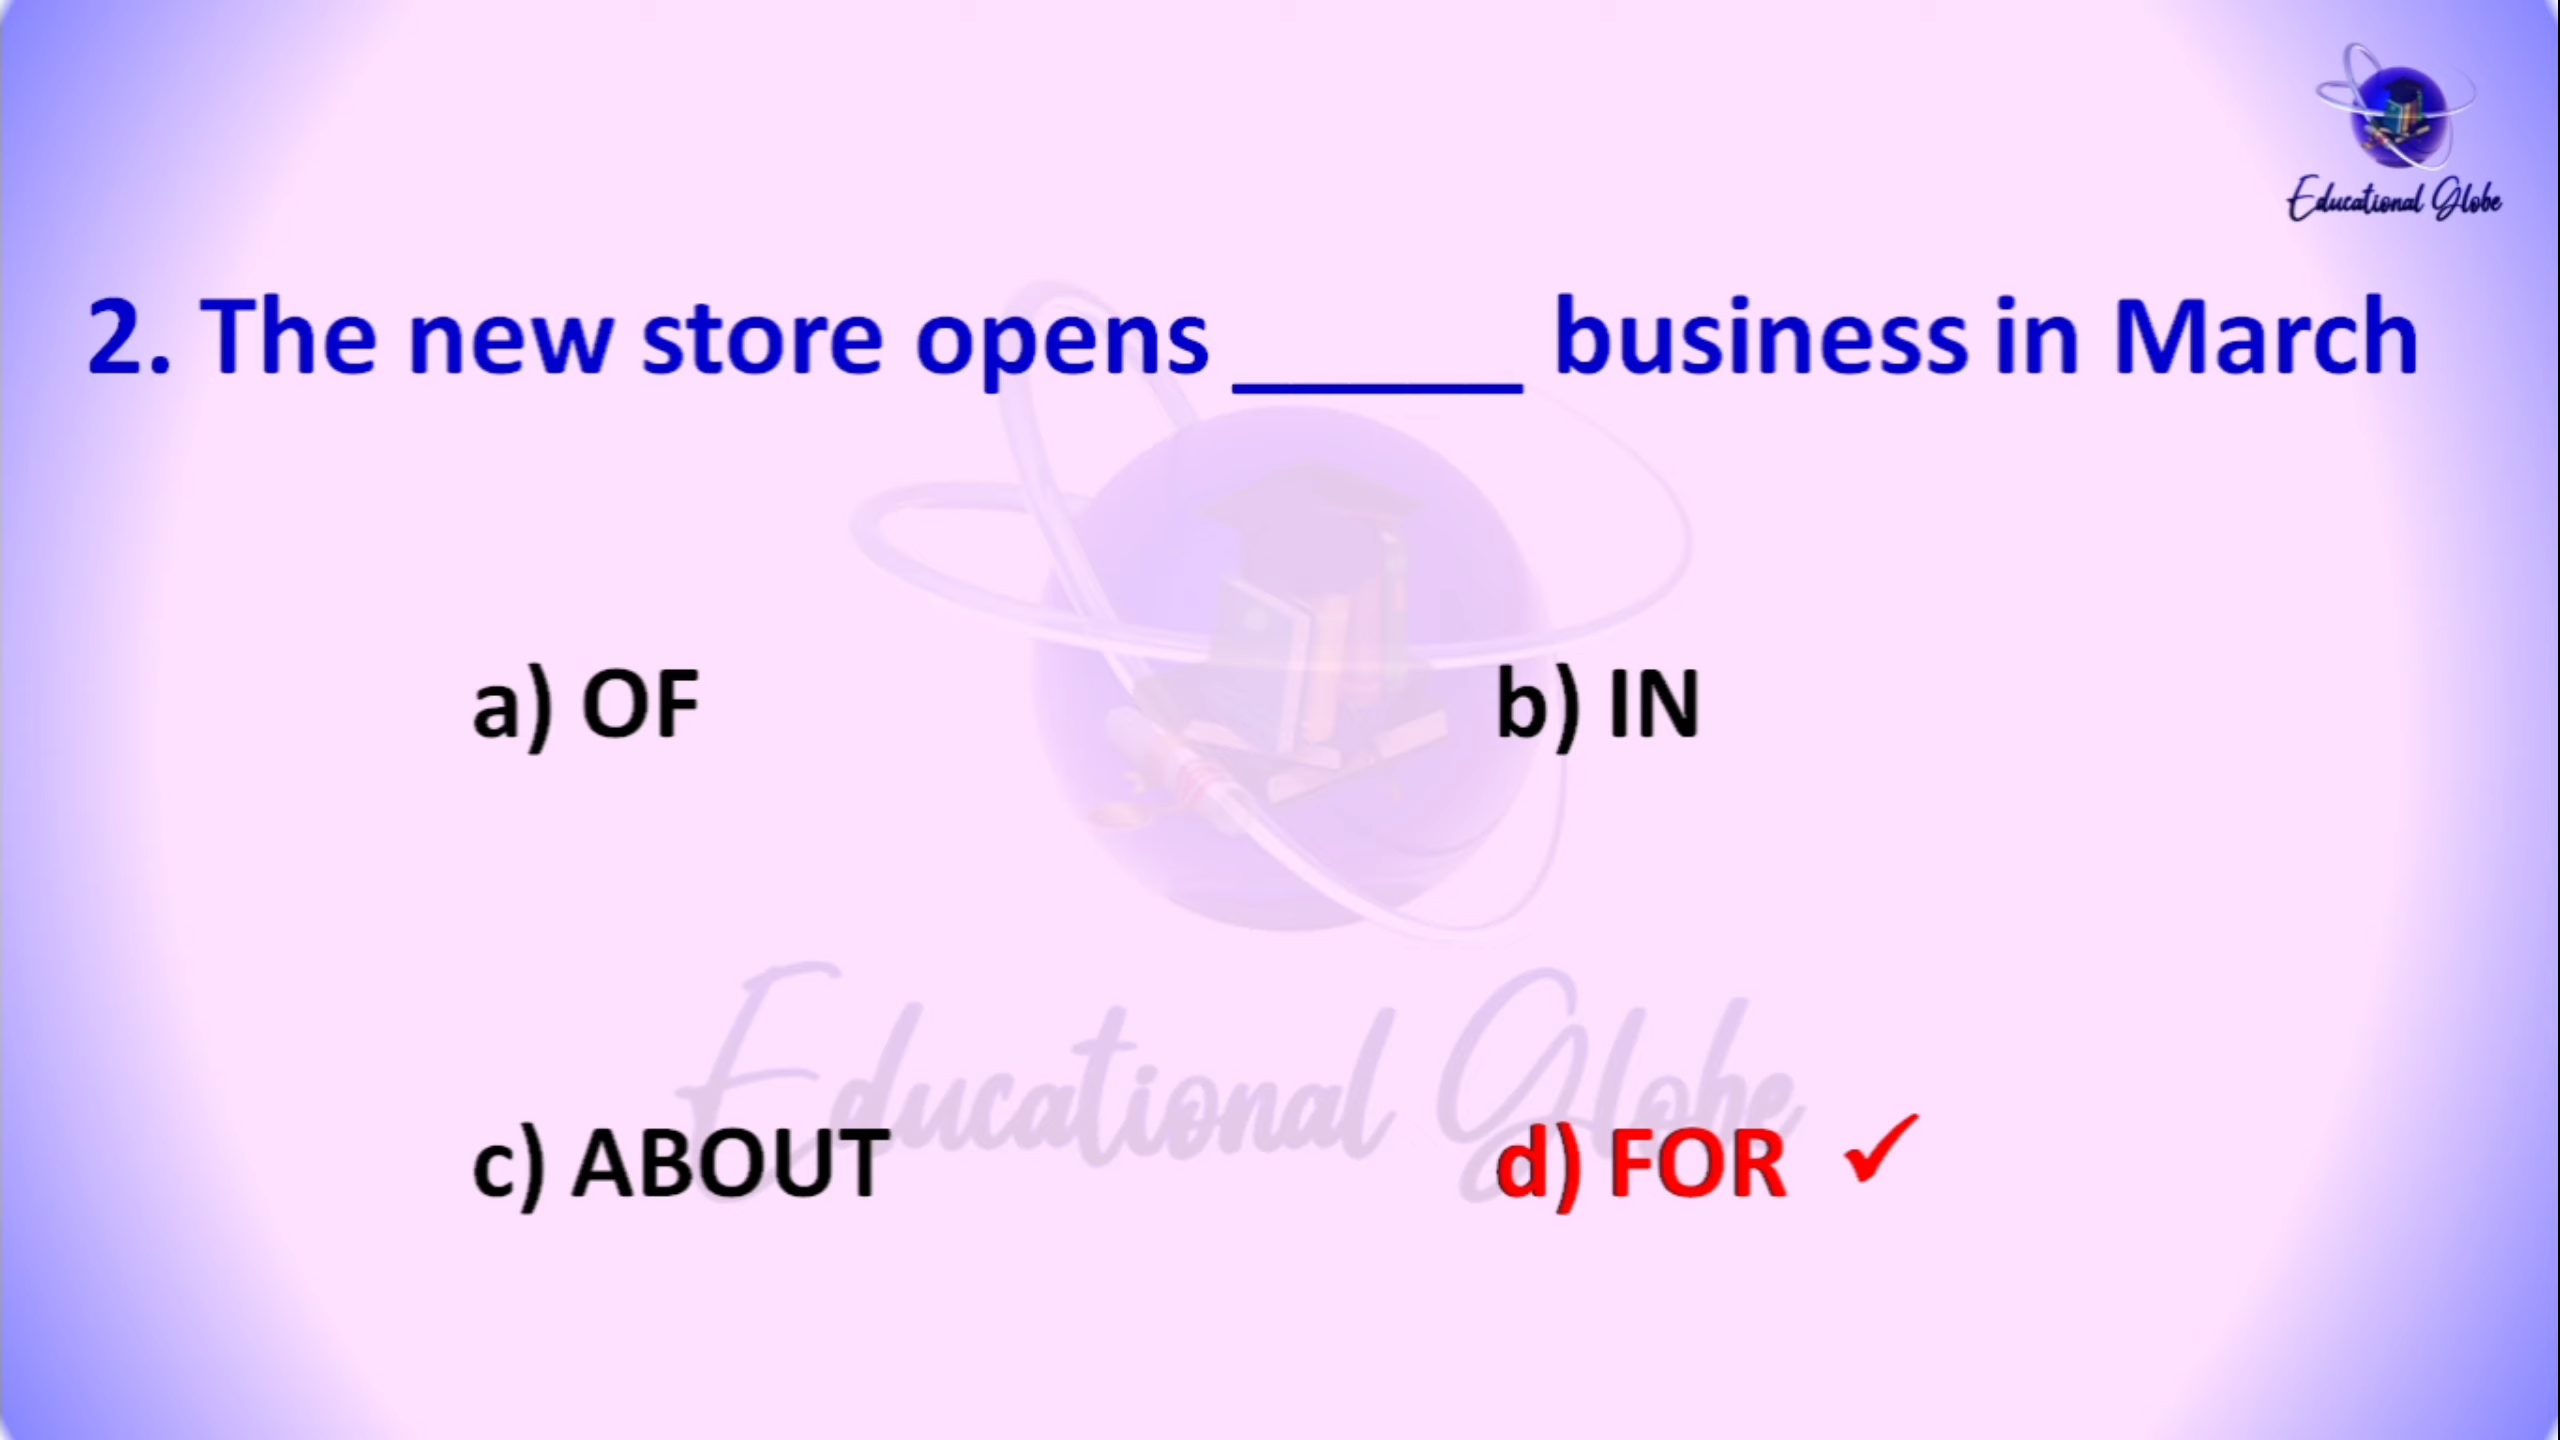 Educational Globe
2. The new store opens ______ business in March
a) OF b) IN
c) ABOUT d) FOR ✓
Educational Globe